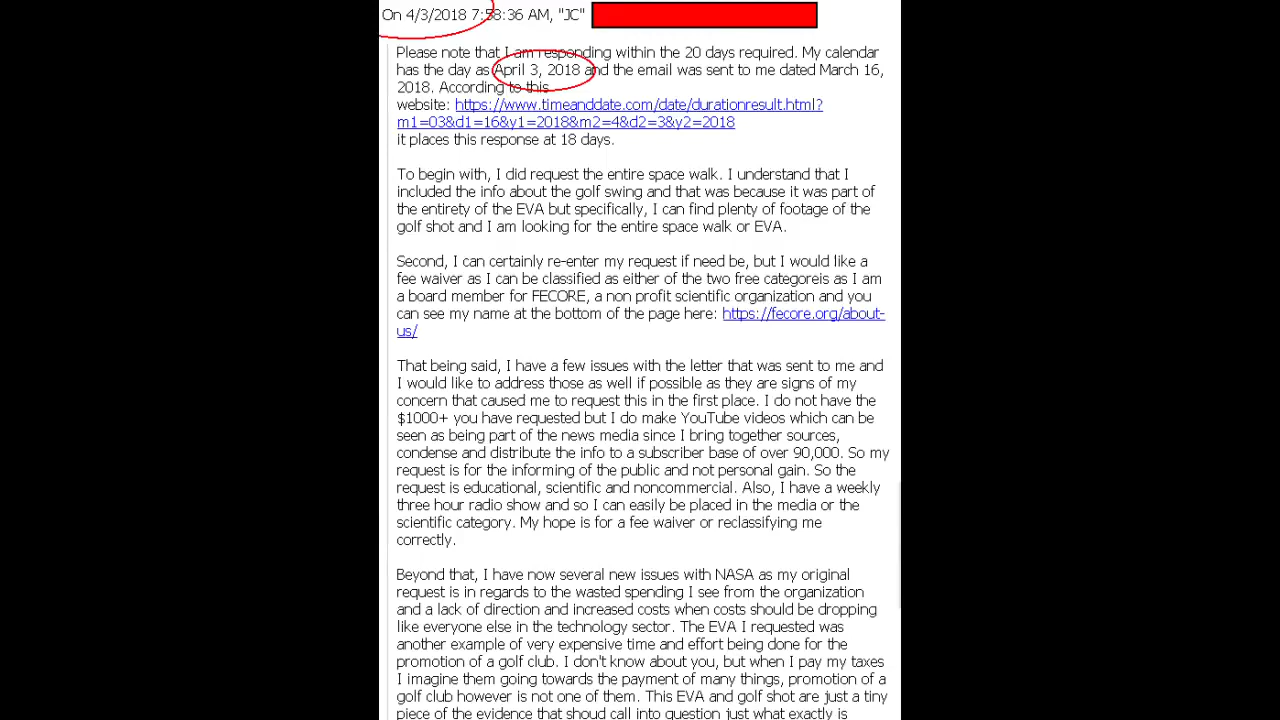 On 4/3/2018 7:58:36 AM, "JC"
Please note that I am responding within the 20 days required. My calendar
has the day as April 3, 2018 and the email was sent to me dated March 16,
2018. According to this
website: https://www.timeanddate.com/date/durationresult.html?
m1=03&d1=16&y1=2018&m2=4&d2=3&y2=2018
it places this response at 18 days.
To begin with, I did request the entire space walk. I understand that I
included the info about the golf swing and that was because it was part of
the entirety of the EVA but specifically, I can find plenty of footage of the
golf shot and I am looking for the entire space walk or EVA.
Second, I can certainly re-enter my request if need be, but I would like a
fee waiver as I can be classified as either of the two free categoreis as I am
a board member for FECORE, a non profit scientific organization and you
can see my name at the bottom of the page here: https://fecore.org/about-
us/
That being said, I have a few issues with the letter that was sent to me and
I would like to address those as well if possible as they are signs of my
concern that caused me to request this in the first place. I do not have the
$1000+ you have requested but I do make YouTube videos which can be
seen as being part of the news media since I bring together sources,
condense and distribute the info to a subscriber base of over 90,000. So my
request is for the informing of the public and not personal gain. So the
request is educational, scientific and noncommercial. Also, I have a weekly
three hour radio show and so I can easily be placed in the media or the
scientific category. My hope is for a fee waiver or reclassifying me
correctly.
Beyond that, I have now several new issues with NASA as my original
request is in regards to the wasted spending I see from the organization
and a lack of direction and increased costs when costs should be dropping
like everyone else in the technology sector. The EVA I requested was
another example of very expensive time and effort being done for the
promotion of a golf club. I don't know about you, but when I pay my taxes
I imagine them going towards the payment of many things, promotion of a
golf club however is not one of them. This EVA and golf shot are just a tiny
piece of the evidence that shoud call into question just what exactly is